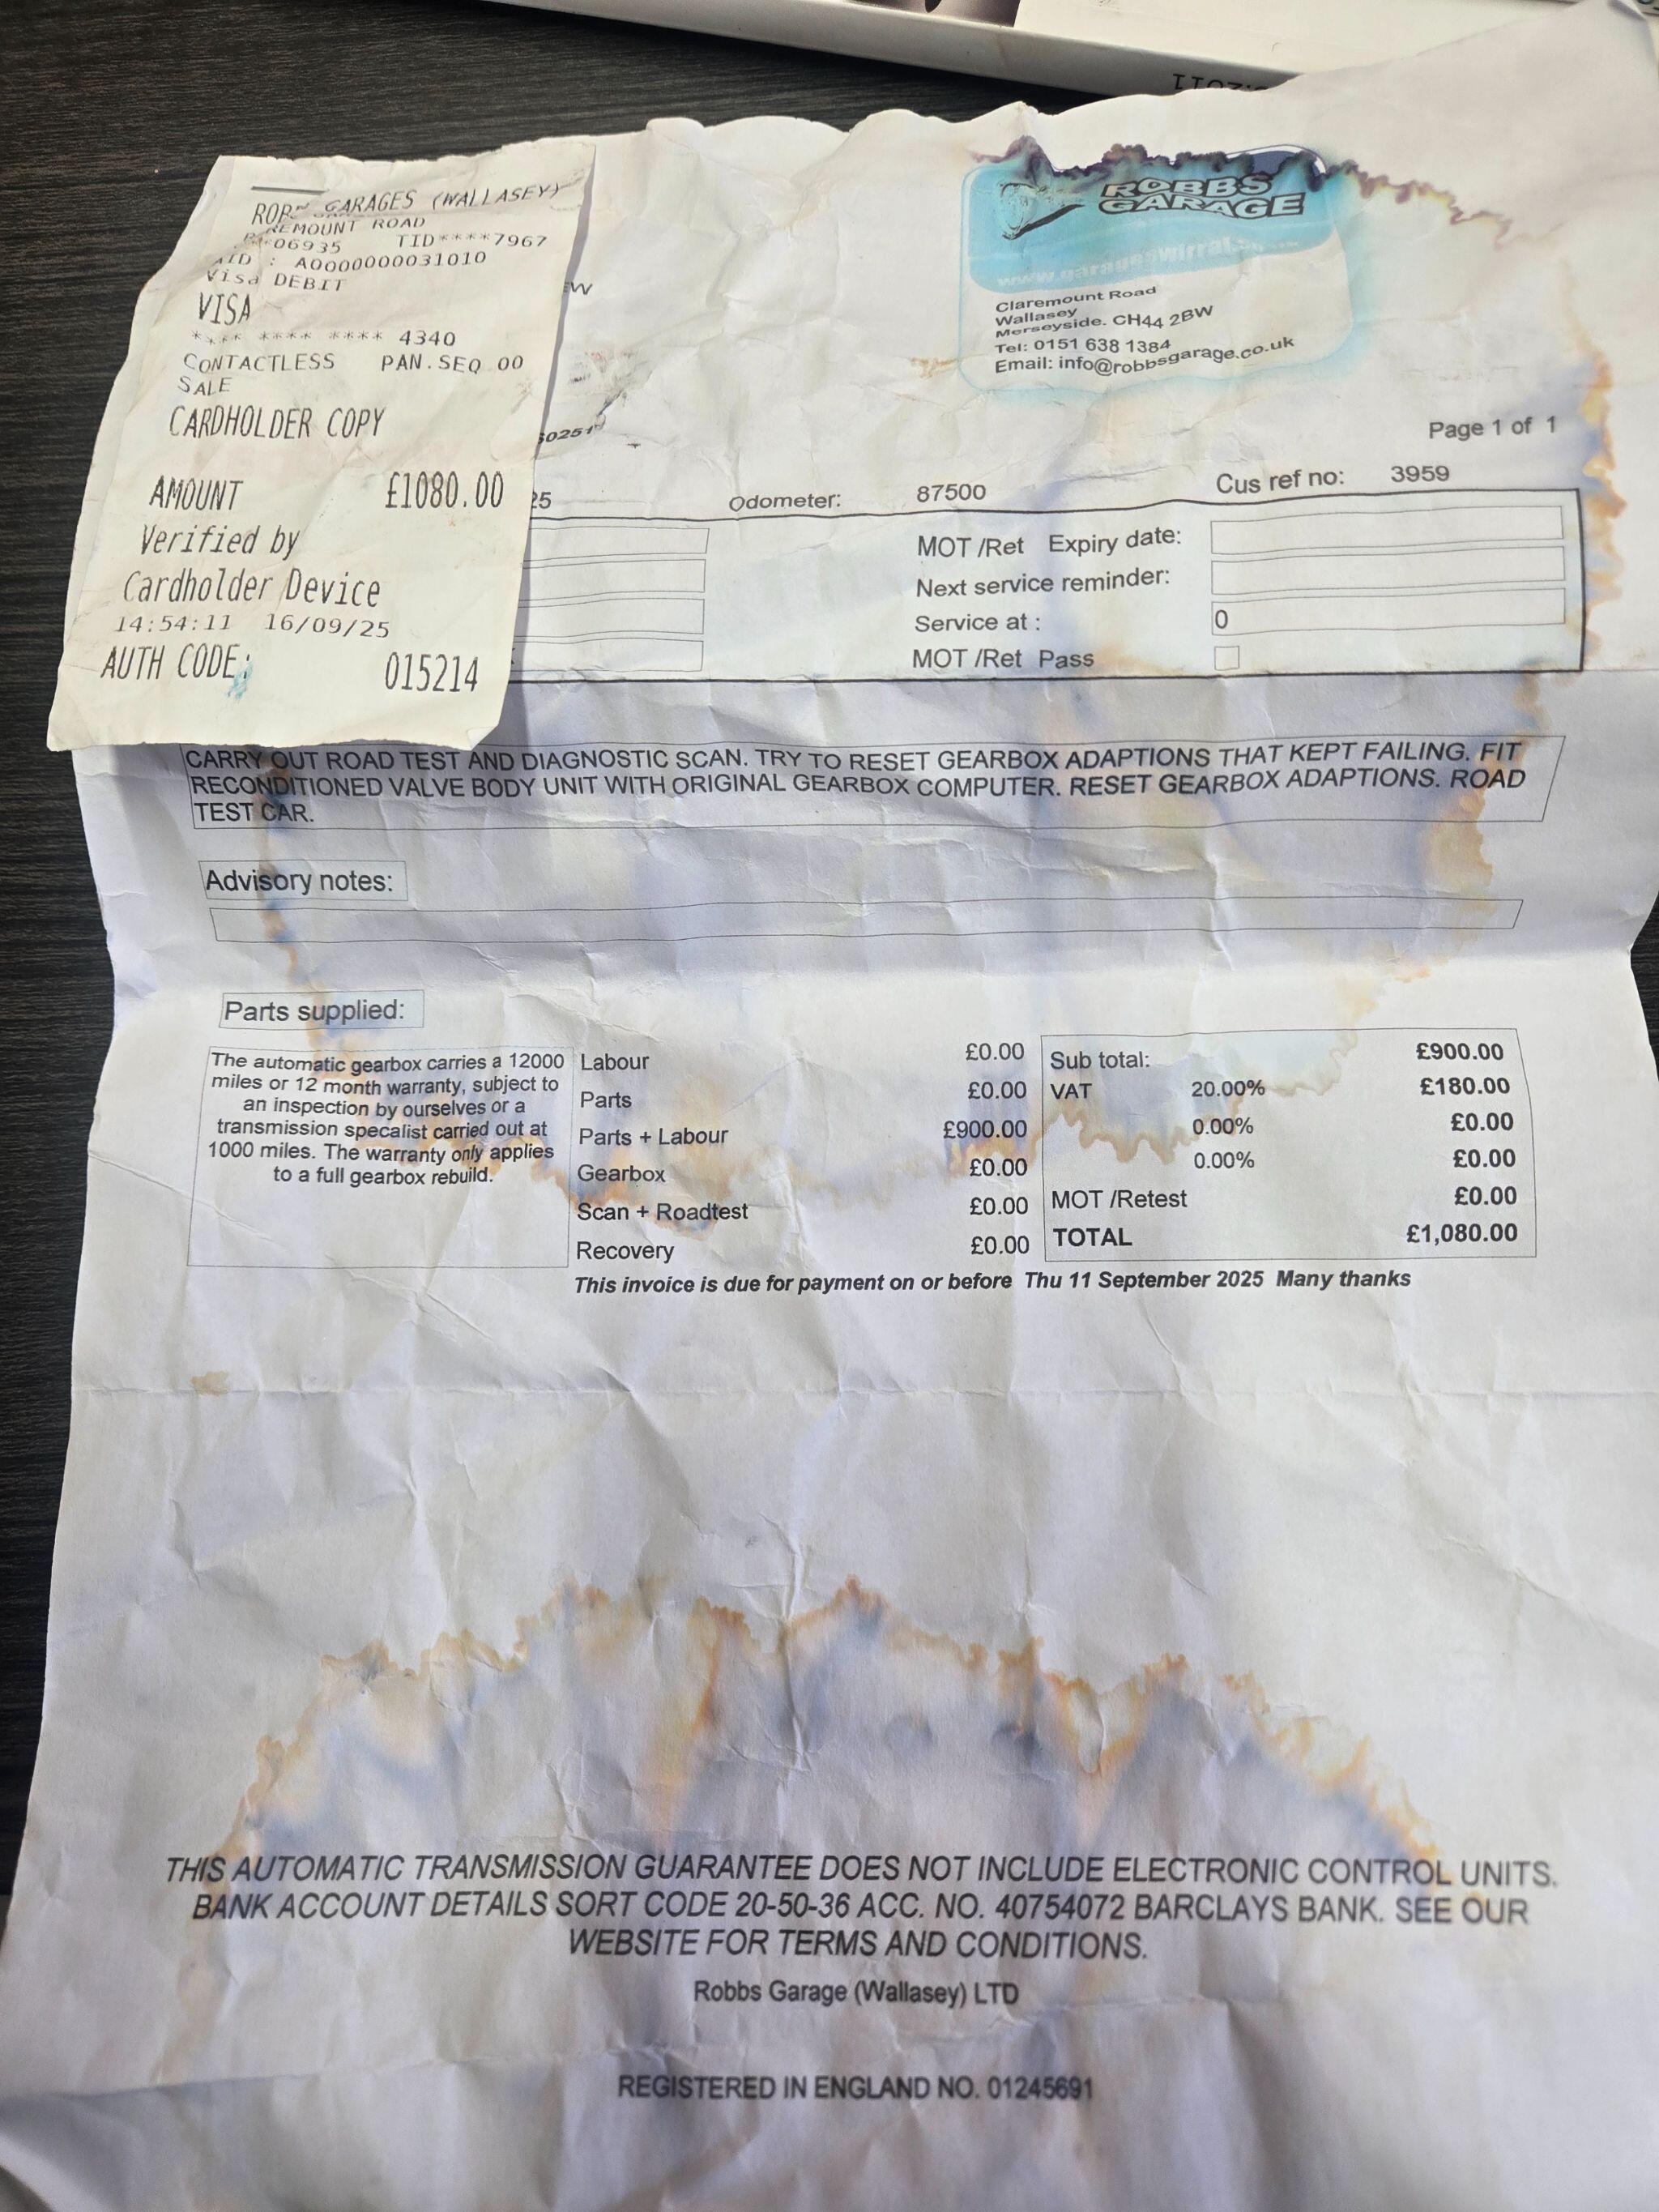 GARAGES (WALLASEY)
ROAD
06935 TID****7967
: A0000000031010
Visa DEBIT
VISA
**** **** **** 4340
CONTACTLESS PAN.SEQ 00
SALE
CARDHOLDER COPY
AMOUNT £1080.00
Verified by
Cardholder Device
14:54:11 16/09/25
AUTH CODE: 015214
ROBBS
GARAGE
Claremount Road
Wallasey
Merseyside. CH44 2BW
Tel: 0151 638 1384
Email: info@robbsgarage.co.uk
Page 1 of 1
25 Odometer: 87500 Cus ref no: 3959
MOT /Ret Expiry date:
Next service reminder:
Service at : 0
MOT /Ret Pass
CARRY OUT ROAD TEST AND DIAGNOSTIC SCAN. TRY TO RESET GEARBOX ADAPTIONS THAT KEPT FAILING. FIT
RECONDITIONED VALVE BODY UNIT WITH ORIGINAL GEARBOX COMPUTER. RESET GEARBOX ADAPTIONS. ROAD
TEST CAR.
Advisory notes:
Parts supplied:
The automatic gearbox carries a 12000
miles or 12 month warranty, subject to
an inspection by ourselves or a
transmission specalist carried out at
1000 miles. The warranty only applies
to a full gearbox rebuild.
Labour £0.00
Parts £0.00
Parts + Labour £900.00
Gearbox £0.00
Scan + Roadtest £0.00
Recovery £0.00
Sub total: £900.00
VAT 20.00% £180.00
0.00% £0.00
0.00% £0.00
MOT /Retest £0.00
TOTAL £1,080.00
This invoice is due for payment on or before Thu 11 September 2025 Many thanks
THIS AUTOMATIC TRANSMISSION GUARANTEE DOES NOT INCLUDE ELECTRONIC CONTROL UNITS.
BANK ACCOUNT DETAILS SORT CODE 20-50-36 ACC. NO. 40754072 BARCLAYS BANK. SEE OUR
WEBSITE FOR TERMS AND CONDITIONS.
Robbs Garage (Wallasey) LTD
REGISTERED IN ENGLAND NO. 01245691